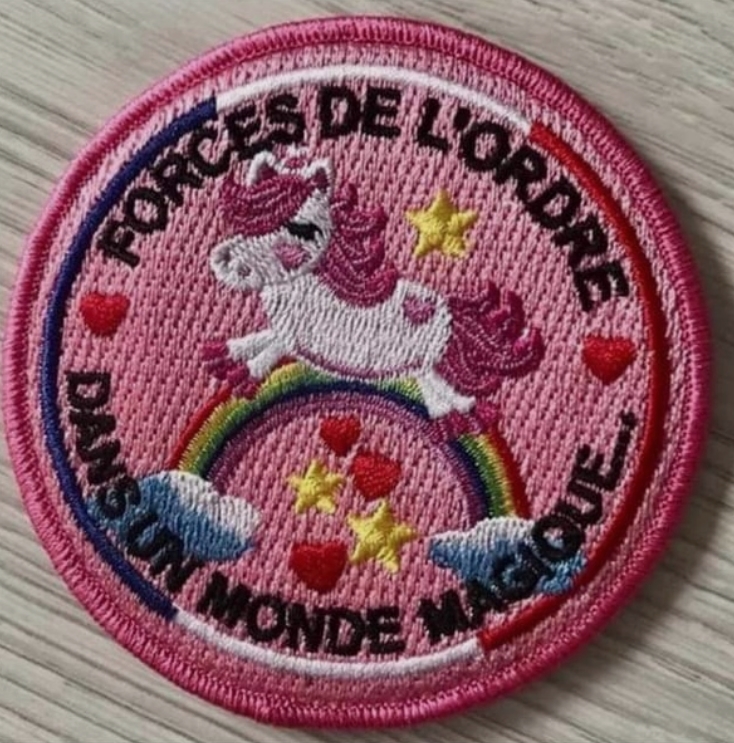 FORCES DE L'ORDRE
DANS UN MONDE MAGIQUE...